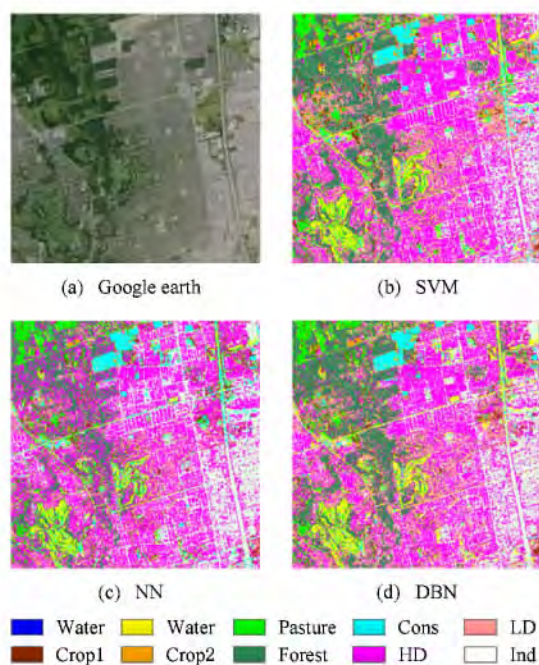 (a) Google earth
(b) SVM
(c) NN
(d) DBN
Water Water Pasture Cons LD
Crop1 Crop2 Forest HD Ind